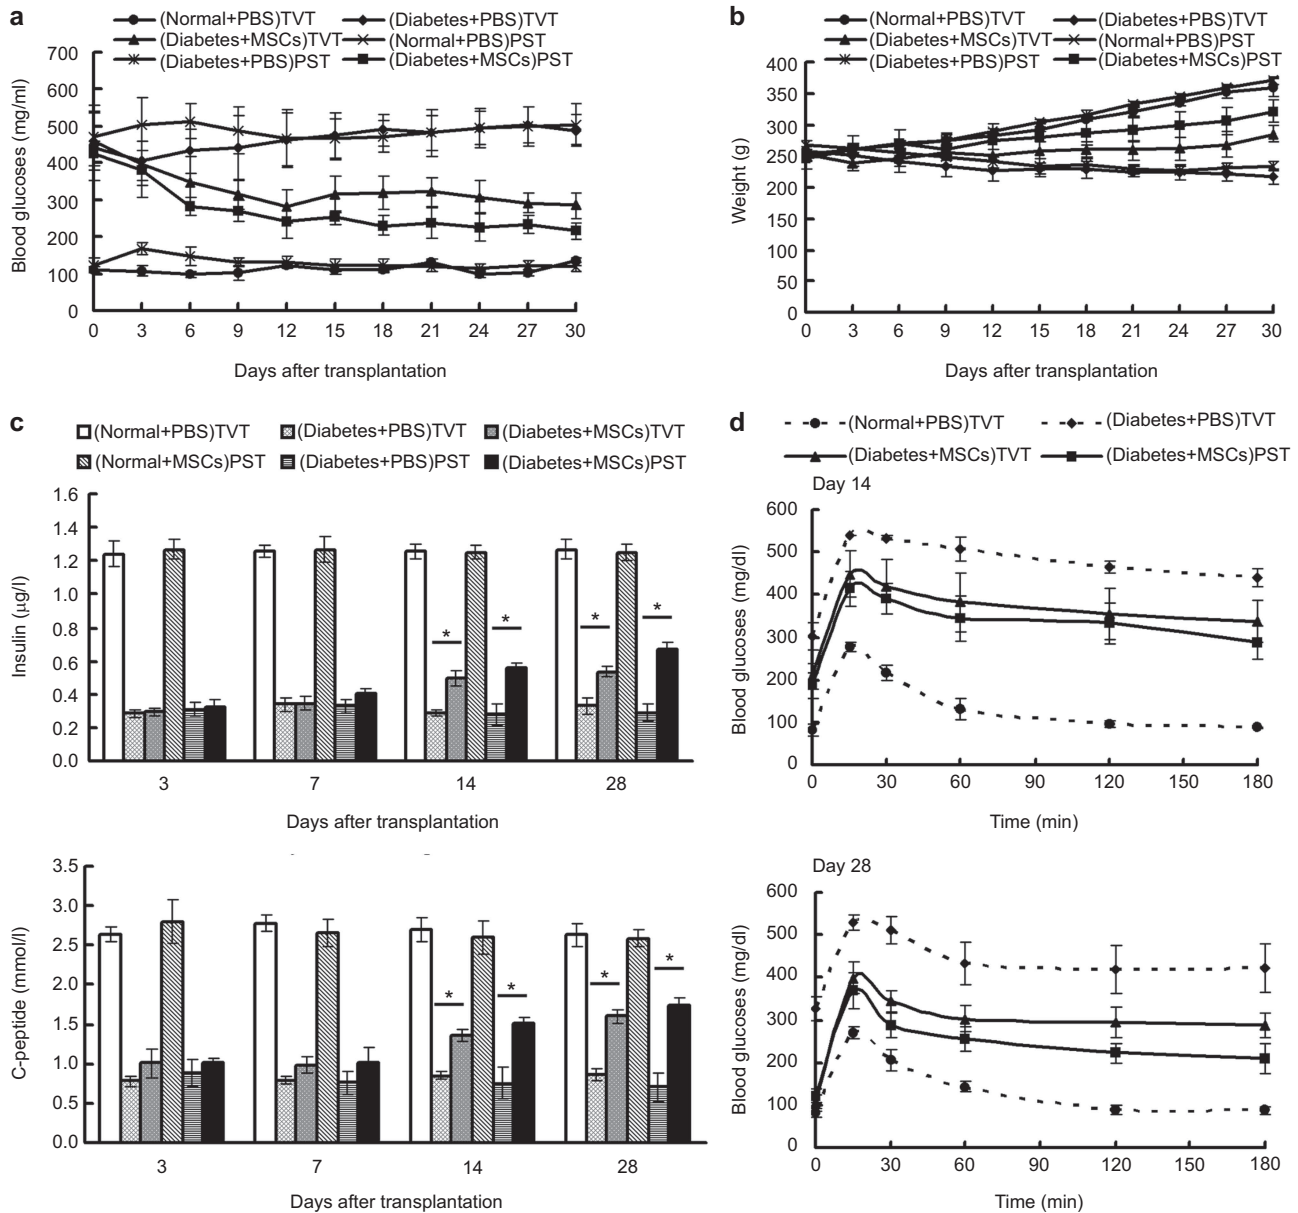 a
(Normal+PBS)TVT (Diabetes+PBS)TVT
(Diabetes+MSCs)TVT (Normal+PBS)PST
(Diabetes+PBS)PST (Diabetes+MSCs)PST
Blood glucoses (mg/ml)
700
600
500
400
300
200
100
0
0 3 6 9 12 15 18 21 24 27 30
Days after transplantation
b
(Normal+PBS)TVT (Diabetes+PBS)TVT
(Diabetes+MSCs)TVT (Normal+PBS)PST
(Diabetes+PBS)PST (Diabetes+MSCs)PST
Weight (g)
400
350
300
250
200
150
100
50
0
0 3 6 9 12 15 18 21 24 27 30
Days after transplantation
c
(Normal+PBS)TVT (Diabetes+PBS)TVT (Diabetes+MSCs)TVT
(Normal+MSCs)PST (Diabetes+PBS)PST (Diabetes+MSCs)PST
Insulin (μg/l)
1.6
1.4
1.2
1.0
0.8
0.6
0.4
0.2
0.0
* * * *
3 7 14 28
Days after transplantation
C-peptide (mmol/l)
3.5
3.0
2.5
2.0
1.5
1.0
0.5
0.0
* * * *
3 7 14 28
Days after transplantation
d
(Normal+PBS)TVT (Diabetes+PBS)TVT
(Diabetes+MSCs)TVT (Diabetes+MSCs)PST
Day 14
Blood glucoses (mg/dl)
600
500
400
300
200
100
0
0 30 60 90 120 150 180
Time (min)
Day 28
Blood glucoses (mg/dl)
600
500
400
300
200
100
0
0 30 60 90 120 150 180
Time (min)